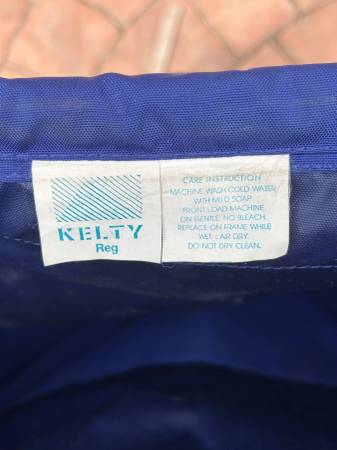 KELTY
Reg
CARE INSTRUCTION
MACHINE WASH COLD WATER
WITH MILD SOAP
FRONT LOAD MACHINE
ON GENTLE. NO BLEACH.
REPLACE ON FRAME WHILE
WET. : AIR DRY.
DO NOT DRY CLEAN.